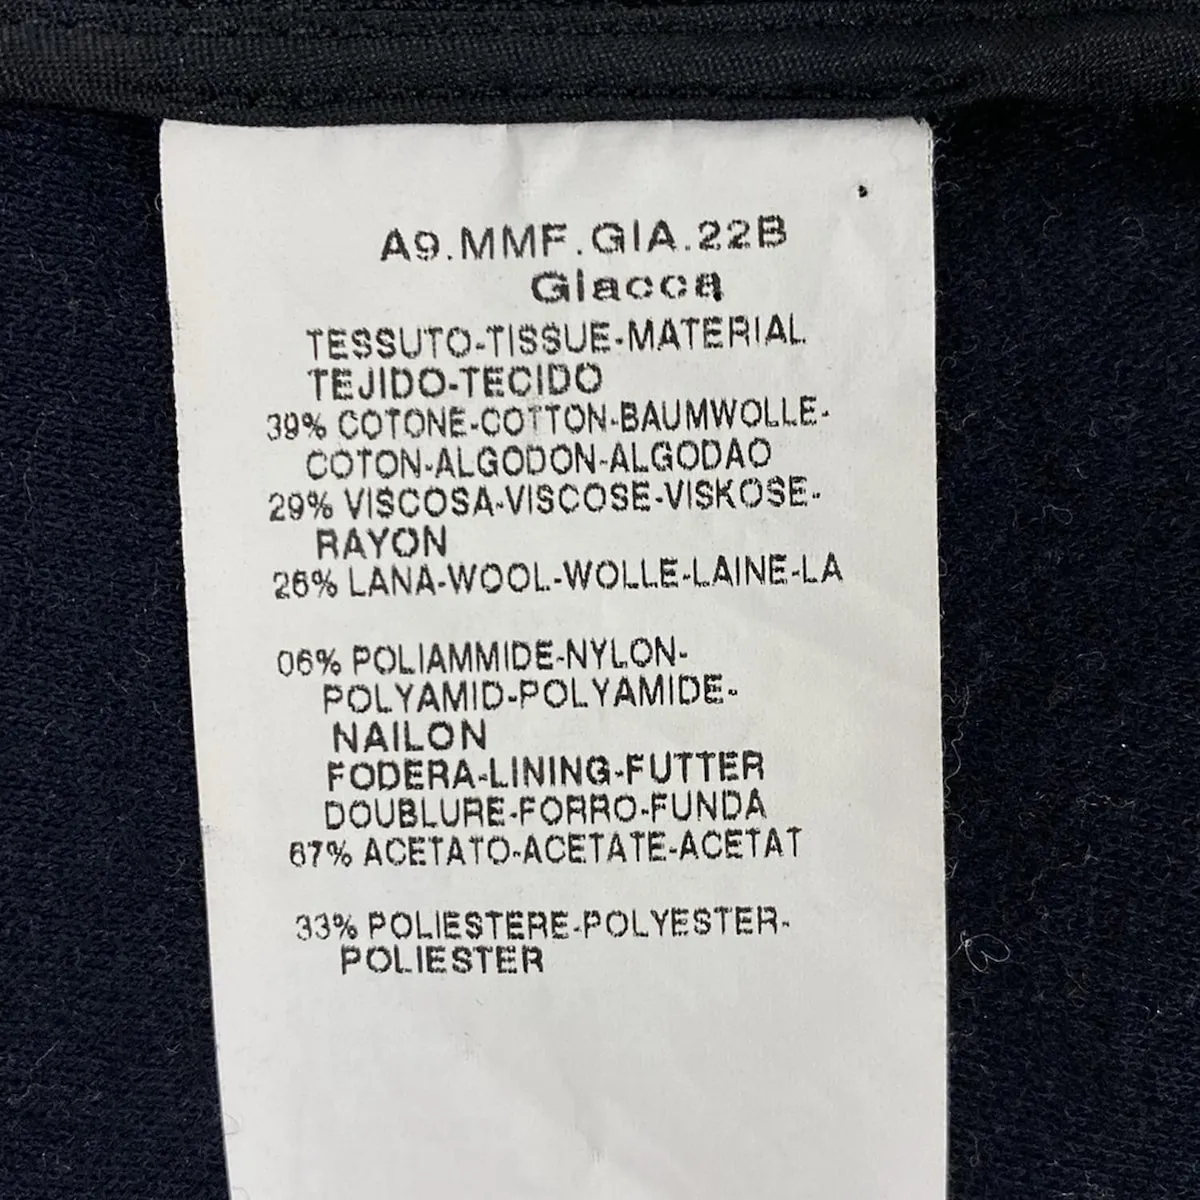 A9.MMF.GIA.22B
Giacca
TESSUTO-TISSUE-MATERIAL
TEJIDO-TECIDO
39% COTONE-COTTON-BAUMWOLLE-
COTON-ALGODON-ALGODAO
29% VISCOSA-VISCOSE-VISKOSE-
RAYON
26% LANA-WOOL-WOLLE-LAINE-LA
06% POLIAMMIDE-NYLON-
POLYAMID-POLYAMIDE-
NAILON
FODERA-LINING-FUTTER
DOUBLURE-FORRO-FUNDA
67% ACETATO-ACETATE-ACETAT
33% POLIESTERE-POLYESTER-
POLIESTER